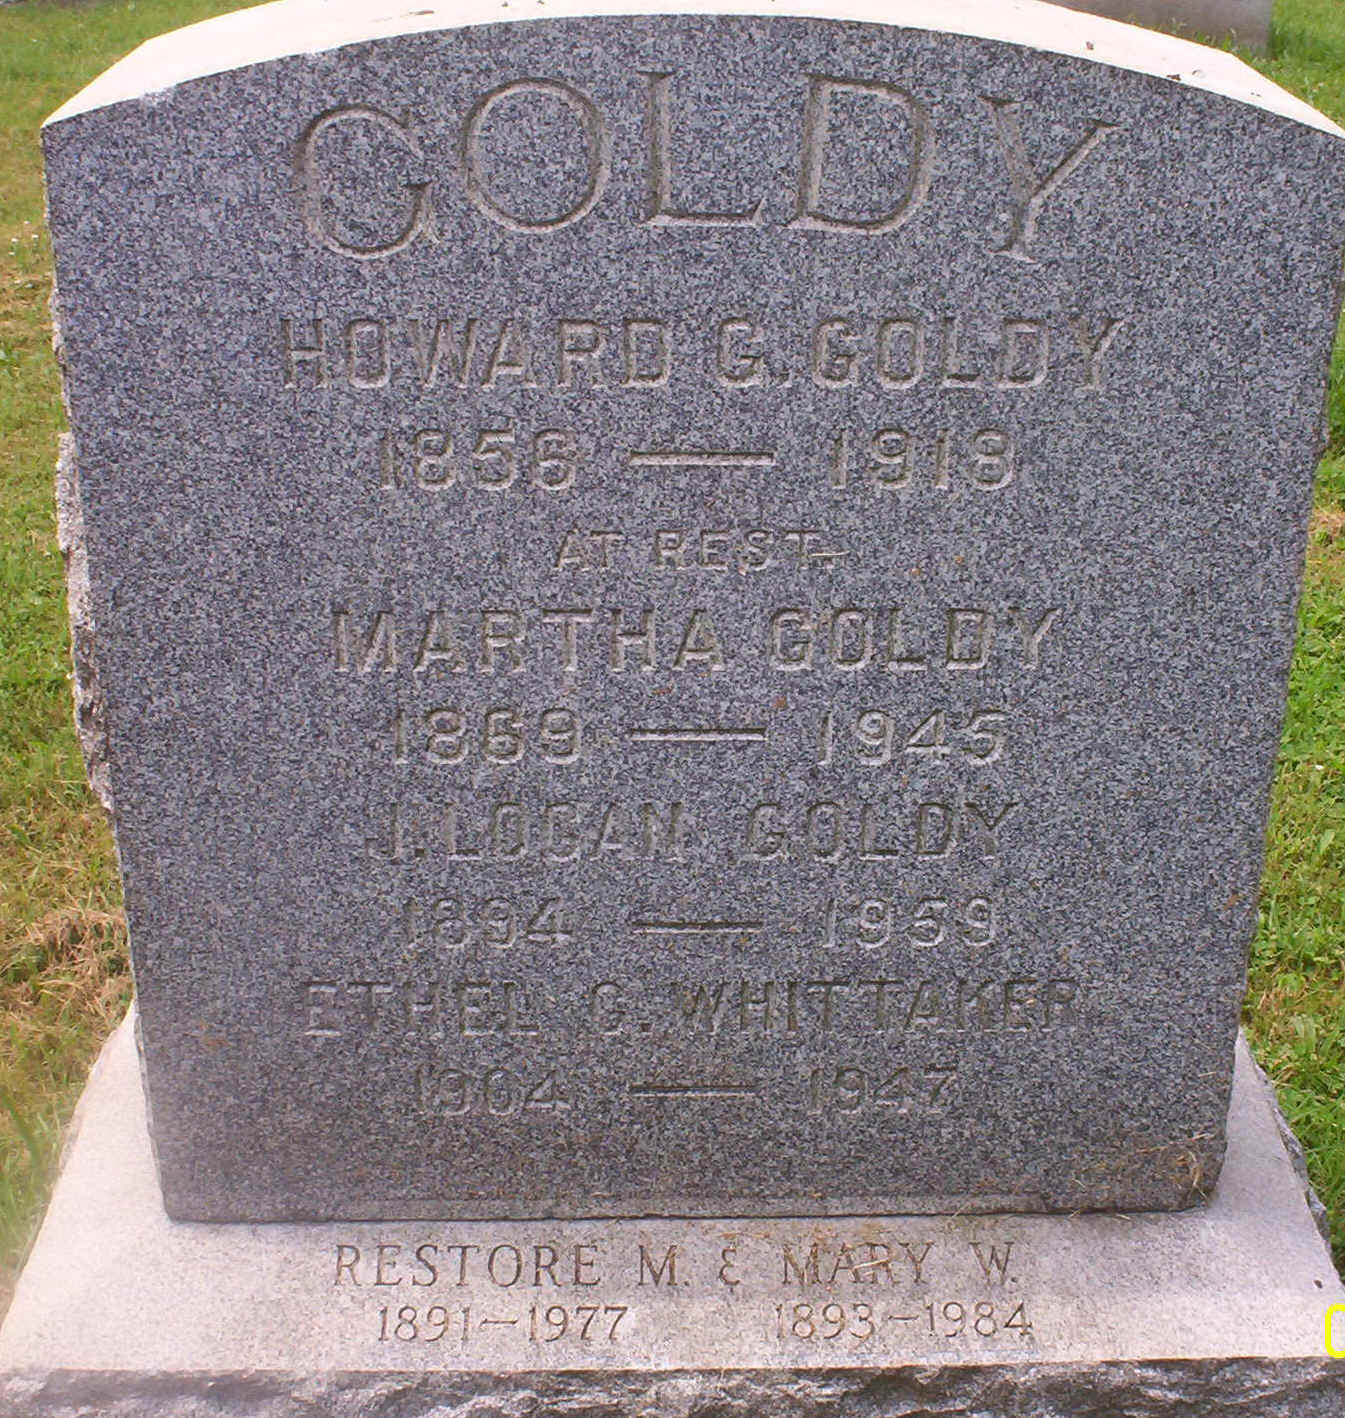 GOLDY
HOWARD G. GOLDY
1856 — 1918
AT REST.
MARTHA GOLDY
1869 — 1945
J. LOGAN GOLDY
1894 — 1959
ETHEL G. WHITTAKER
1904 — 1947
RESTORE M. & MARY W.
1891–1977 1893–1984